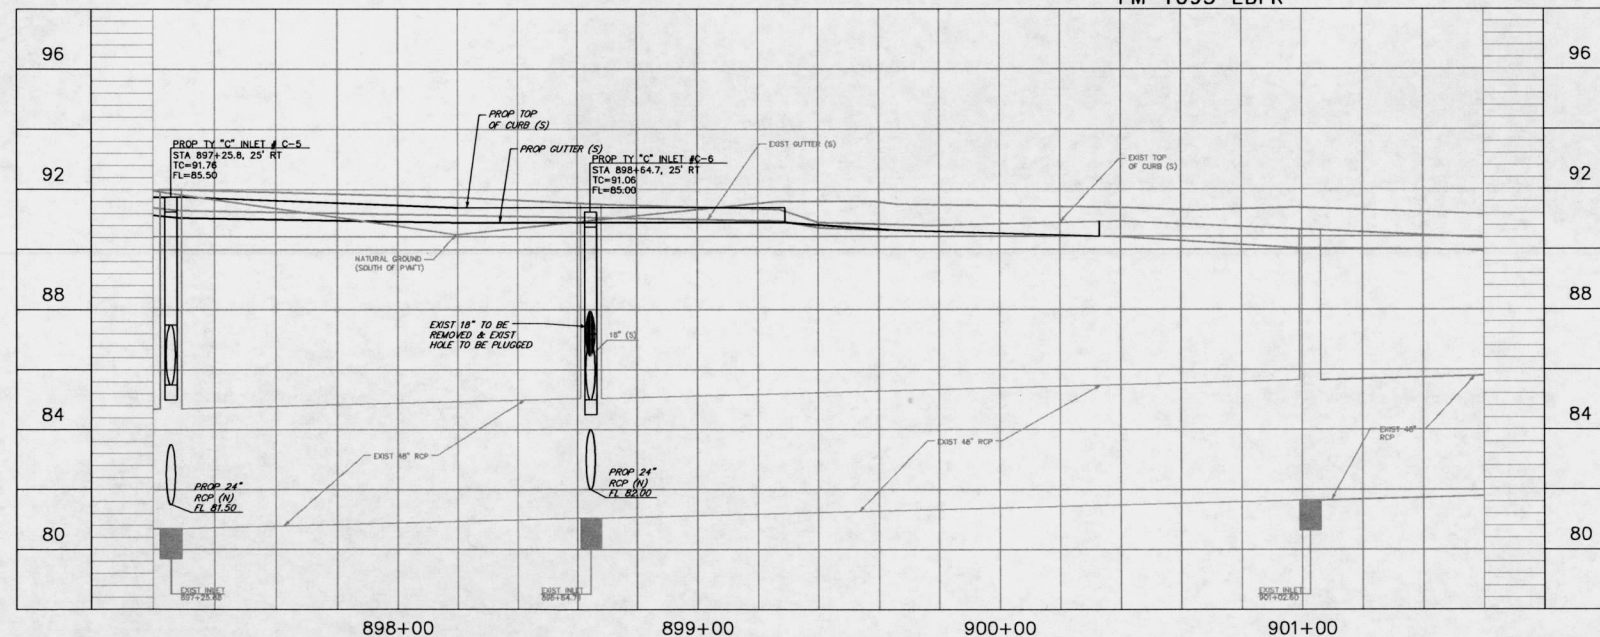 96
96
PROP TOP
OF CURB (S)
PROP TY "C" INLET # C-5
STA 897+25.8, 25' RT
TC=91.76
FL=85.50
PROP GUTTER (S)
PROP TY "C" INLET #C-6
STA 898+64.7, 25' RT
TC=91.06
FL=85.00
EXIST GUTTER (S)
EXIST TOP
OF CURB (S)
92
92
NATURAL GROUND
(SOUTH OF PVM'T)
88
88
EXIST 18" TO BE
REMOVED & EXIST
HOLE TO BE PLUGGED
18" (S)
84
84
EXIST 48" RCP
EXIST 48" RCP
EXIST 48"
RCP
PROP 24"
RCP (N)
FL 81.50
PROP 24"
RCP (N)
FL 82.00
80
80
EXIST INLET
EXIST INLET
EXIST INLET
901+02.60
898+00
899+00
900+00
901+00